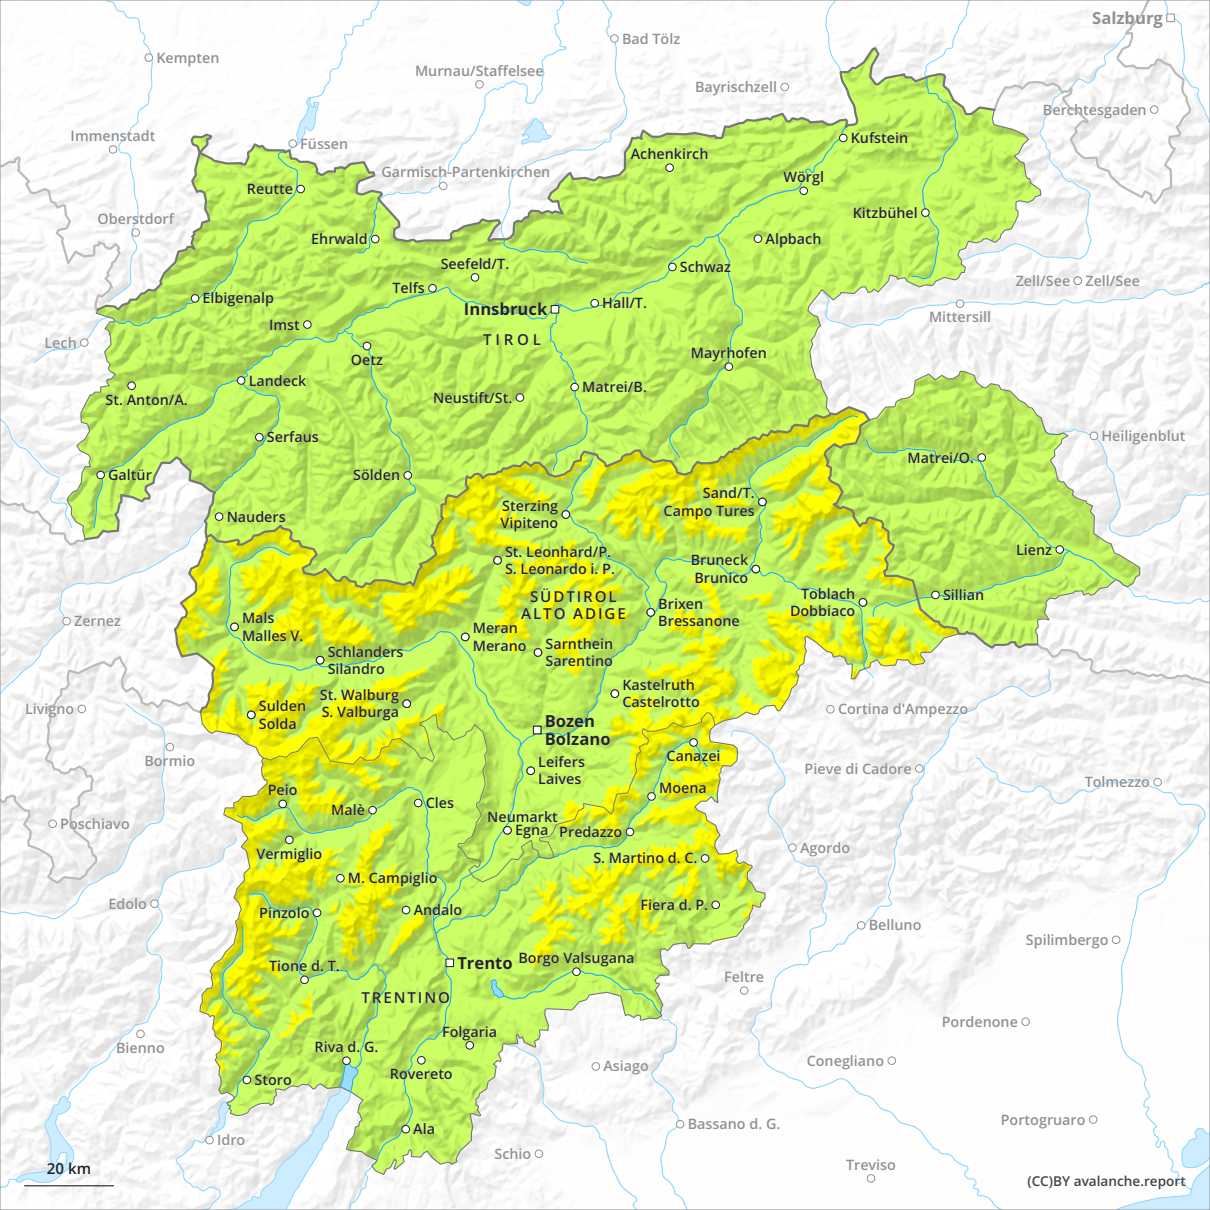 Salzburg
Bad Tölz
Kempten
Murnau/Staffelsee
Bayrischzell
Berchtesgaden
Immenstadt
Füssen
Kufstein
Achenkirch
Garmisch-Partenkirchen
Wörgl
Reutte
Oberstdorf
Kitzbühel
Ehrwald
Alpbach
Seefeld/T.
Schwaz
Zell/See
Zell/See
Telfs
Elbigenalp
Hall/T.
Innsbruck
Mittersill
Imst
TIROL
Lech
Oetz
Mayrhofen
Landeck
Matrei/B.
St. Anton/A.
Neustift/St.
Serfaus
Heiligenblut
Matrei/O.
Galtür
Sölden
Sand/T.
Campo Tures
Sterzing
Vipiteno
Nauders
St. Leonhard/P.
S. Leonardo i. P.
Lienz
Bruneck
Brunico
SÜDTIROL
ALTO ADIGE
Toblach
Dobbiaco
Sillian
Brixen
Bressanone
Zernez
Mals
Malles V.
Meran
Merano
Sarnthein
Sarentino
Schlanders
Silandro
Kastelruth
Castelrotto
St. Walburg
S. Valburga
Livigno
Sulden
Solda
Cortina d'Ampezzo
Bozen
Bolzano
Canazei
Bormio
Leifers
Laives
Pieve di Cadore
Tolmezzo
Peio
Moena
Malè
Cles
Neumarkt
Egna
Predazzo
Poschiavo
Vermiglio
Agordo
S. Martino d. C.
M. Campiglio
Edolo
Pinzolo
Andalo
Fiera d. P.
Belluno
Spilimbergo
Borgo Valsugana
Trento
Tione d. T.
Feltre
TRENTINO
Pordenone
Folgaria
Bienno
Riva d. G.
Conegliano
Asiago
Rovereto
Storo
Portogruaro
Bassano d. G.
Ala
Idro
Schio
Treviso
20 km
(CC)BY avalanche.report